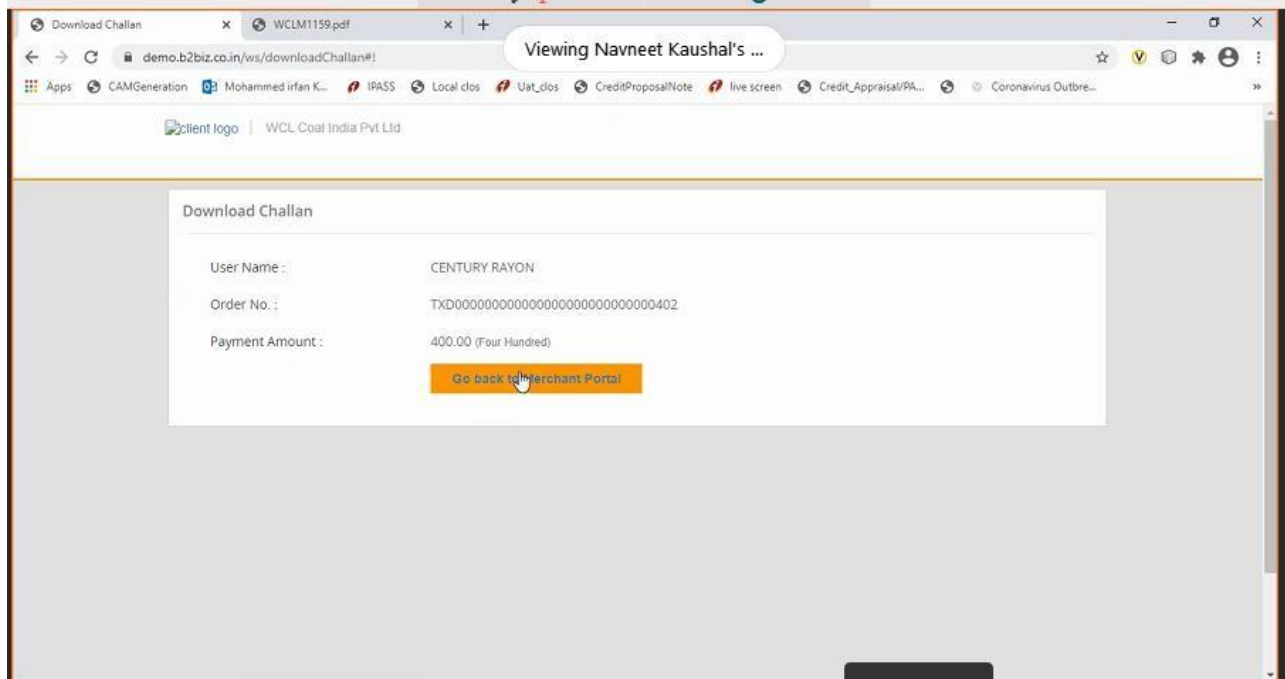 Download Challan
WCLM1159.pdf
Viewing Navneet Kaushal's ...
demo.b2biz.co.in/ws/downloadChallan#!
Apps CAMGeneration Mohammed irfan K... IPASS Local clos Uat_clos CreditProposalNote live screen Credit_Appraisal/PA... Coronavirus Outbre... »
client logo | WCL Coal India Pvt Ltd
Download Challan
User Name : CENTURY RAYON
Order No. :
Payment Amount : 400.00 (Four Hundred)
Go back to Merchant Portal